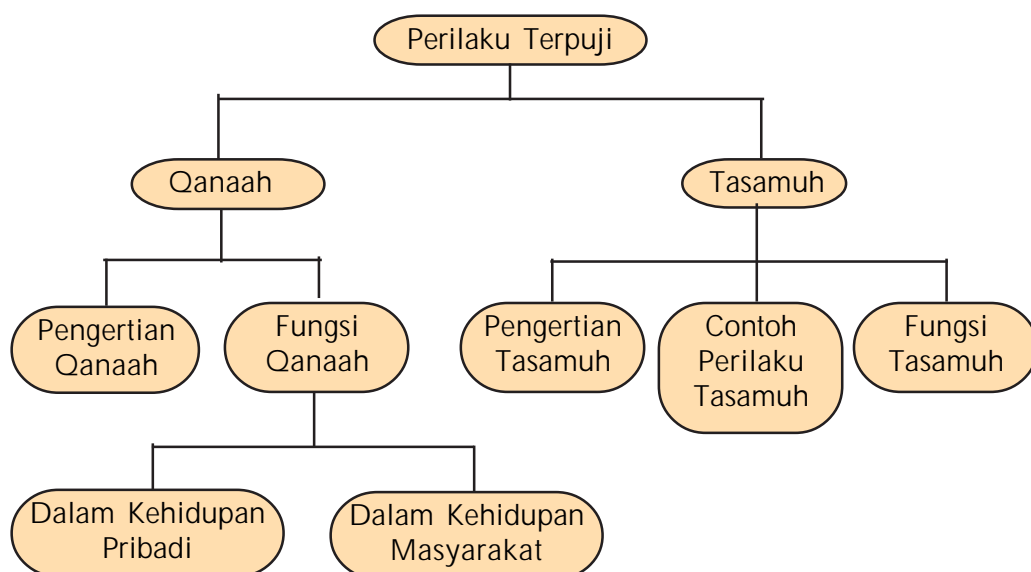 Perilaku Terpuji
Qanaah
Tasamuh
Pengertian
Qanaah
Fungsi
Qanaah
Pengertian
Tasamuh
Contoh
Perilaku
Tasamuh
Fungsi
Tasamuh
Dalam Kehidupan
Pribadi
Dalam Kehidupan
Masyarakat